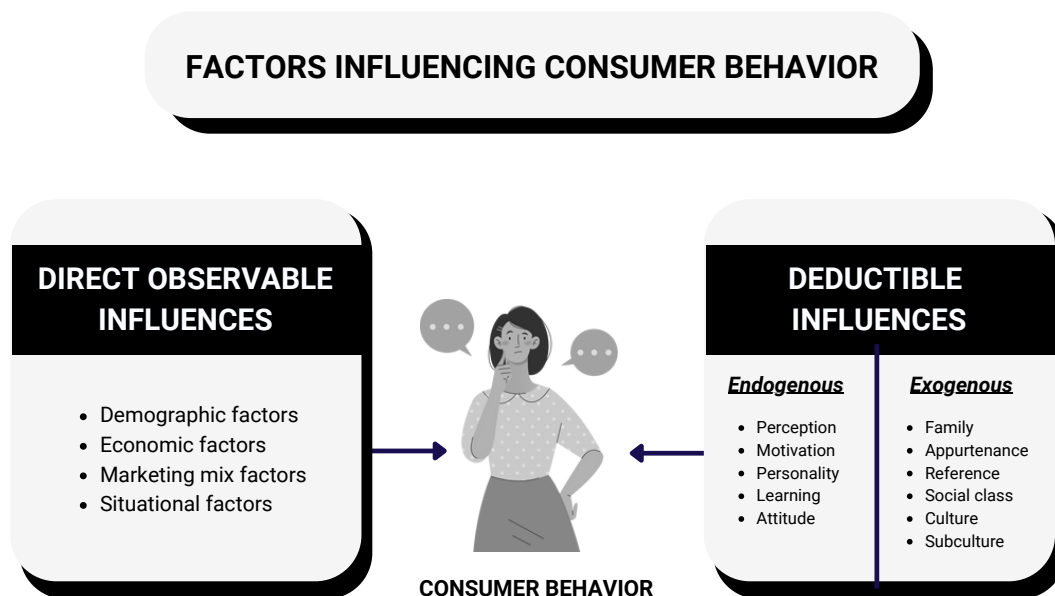 FACTORS INFLUENCING CONSUMER BEHAVIOR
DIRECT OBSERVABLE
INFLUENCES
• Demographic factors
• Economic factors
• Marketing mix factors
• Situational factors
CONSUMER BEHAVIOR
DEDUCTIBLE
INFLUENCES
Endogenous
• Perception
• Motivation
• Personality
• Learning
• Attitude
Exogenous
• Family
• Appurtenance
• Reference
• Social class
• Culture
• Subculture